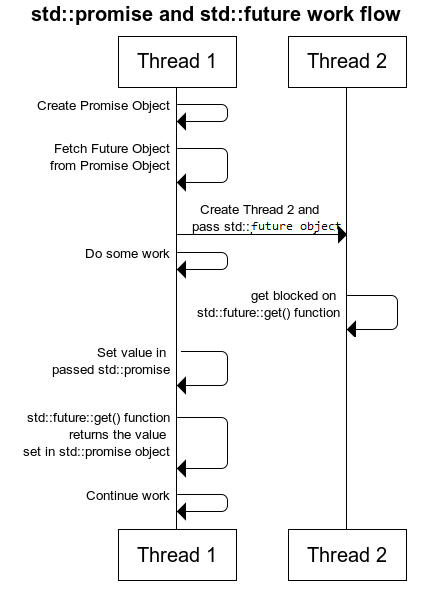 std::promise and std::future work flow
Thread 1
Thread 2
Create Promise Object
Fetch Future Object
from Promise Object
Create Thread 2 and
pass std::future object
Do some work
get blocked on
std::future::get() function
Set value in
passed std::promise
std::future::get() function
returns the value
set in std::promise object
Continue work
Thread 1
Thread 2